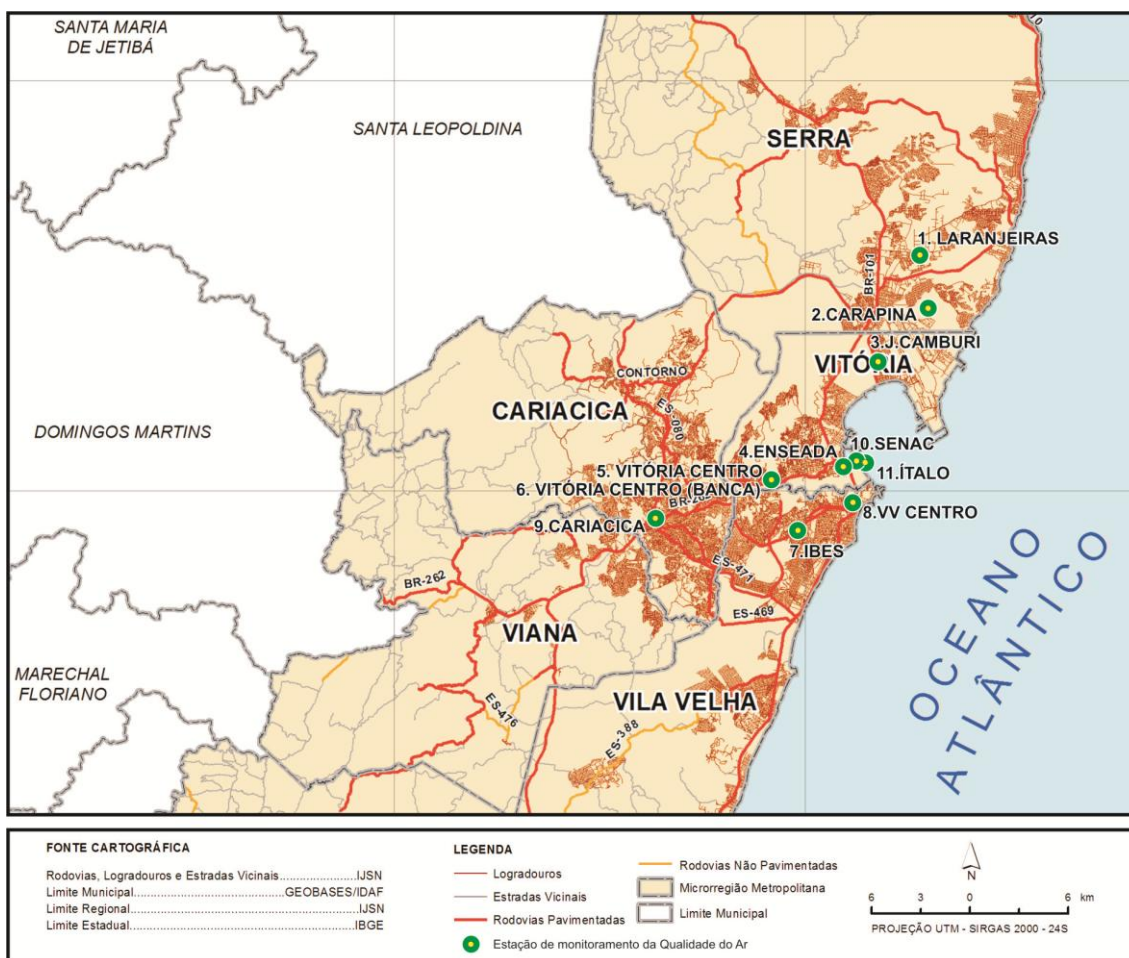 SANTA MARIA
DE JETIBÁ
SANTA LEOPOLDINA
SERRA
1. LARANJEIRAS
BR-101
2.CARAPINA
3.J.CAMBURI
VITÓRIA
CONTORNO
CARIACICA
ES-080
DOMINGOS MARTINS
10.SENAC
4.ENSEADA
11.ÍTALO
5. VITÓRIA CENTRO
6. VITÓRIA CENTRO (BANCA)
8.VV CENTRO
9.CARIACICA
7.IBES
ES-471
BR-262
ES-469
VIANA
MARECHAL
FLORIANO
VILA VELHA
ES-476
ES-388
OCEANO
ATLÂNTICO
FONTE CARTOGRÁFICA
Rodovias, Logradouros e Estradas Vicinais..............................IJSN
Limite Municipal..............................GEOBASES/IDAF
Limite Regional..............................IJSN
Limite Estadual..............................IBGE
LEGENDA
Logradouros
Estradas Vicinais
Rodovias Pavimentadas
Estação de monitoramento da Qualidade do Ar
Rodovias Não Pavimentadas
Microrregião Metropolitana
Limite Municipal
N
6 3 0 6 km
PROJEÇÃO UTM - SIRGAS 2000 - 24S